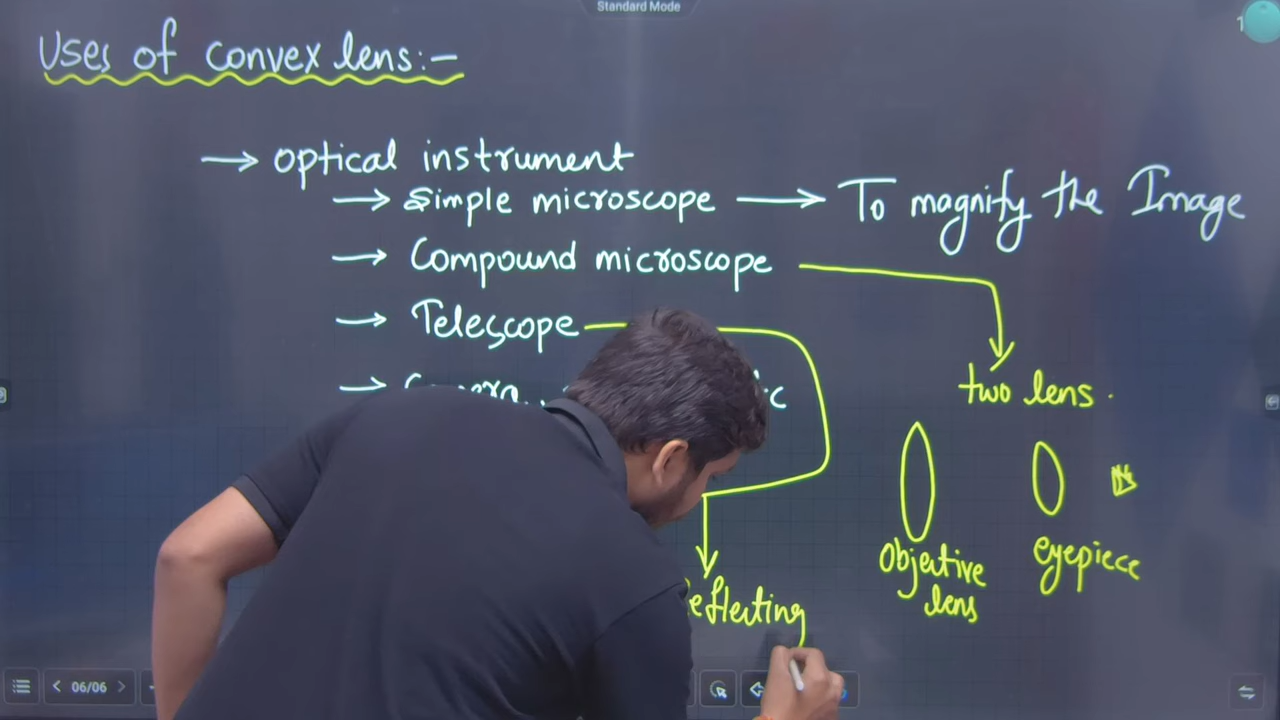 Standard Mode
Uses of convex lens:-
→ optical instrument
→ simple microscope → To magnify the Image
→ Compound microscope
→ Telescope
two lens.
Objective lens
eyepiece
06/06